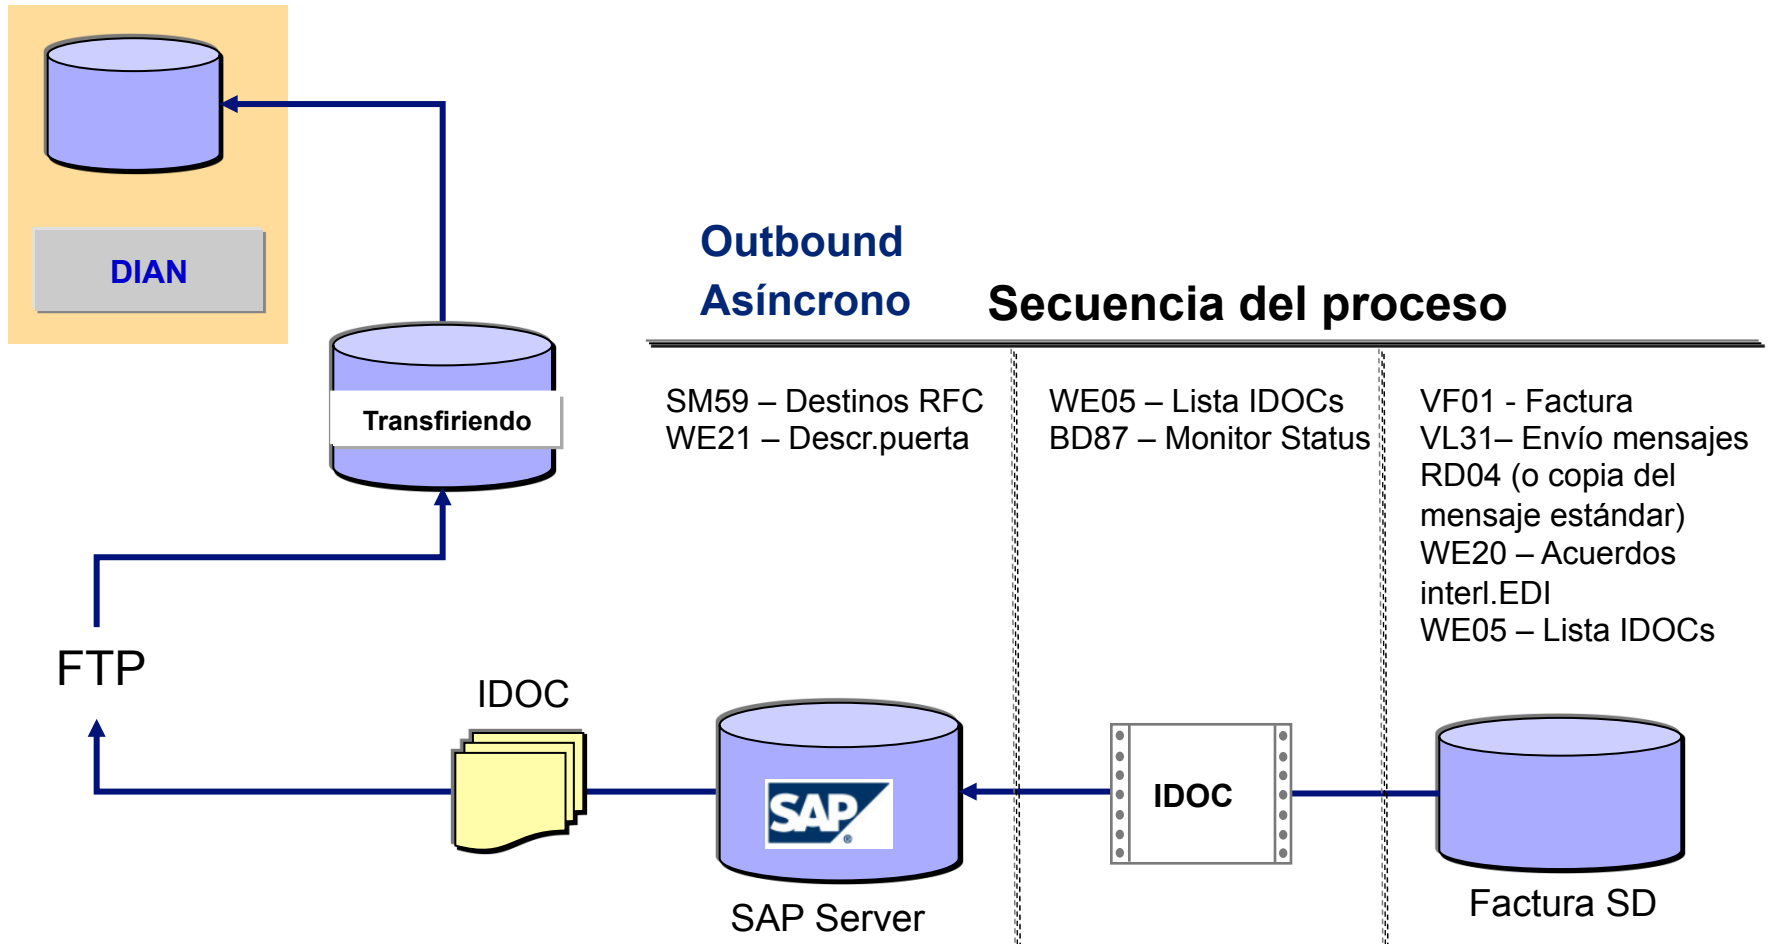 DIAN
Outbound
Asíncrono
Secuencia del proceso
Transfiriendo
SM59 – Destinos RFC
WE21 – Descr.puerta
WE05 – Lista IDOCs
BD87 – Monitor Status
VF01 - Factura
VL31– Envío mensajes
RD04 (o copia del
mensaje estándar)
WE20 – Acuerdos
interl.EDI
WE05 – Lista IDOCs
FTP
IDOC
SAP
®
IDOC
SAP Server
Factura SD